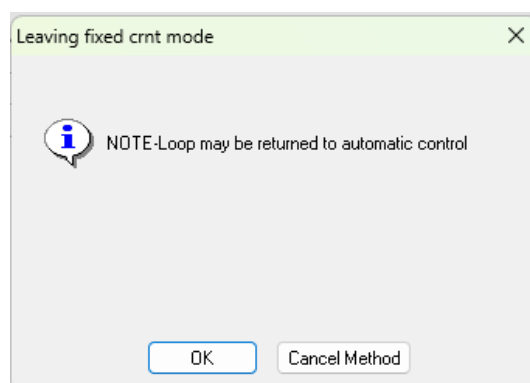 Leaving fixed crnt mode
NOTE-Loop may be returned to automatic control
OK Cancel Method